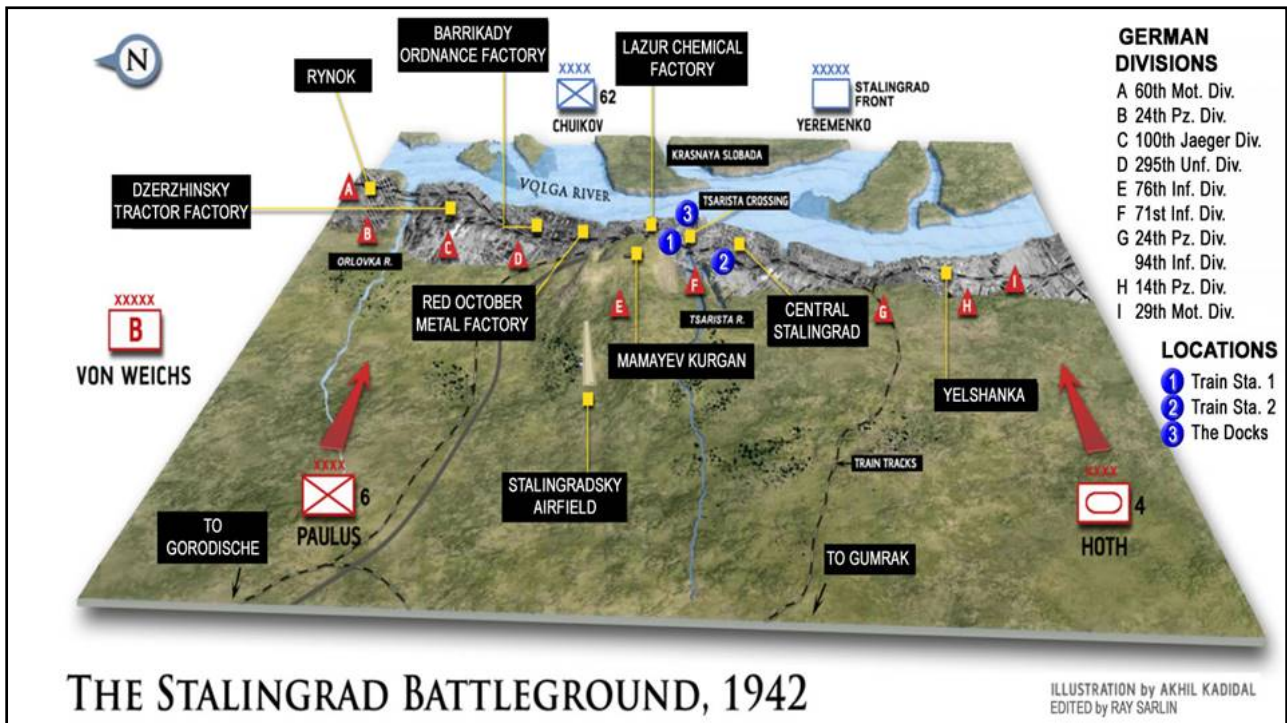 N
RYNOK
BARRIKADY
ORDNANCE FACTORY
XXXX
62
CHUIKOV
LAZUR CHEMICAL
FACTORY
XXXXX
STALINGRAD
FRONT
YEREMENKO
GERMAN
DIVISIONS
A 60th Mot. Div.
B 24th Pz. Div.
C 100th Jaeger Div.
D 295th Unf. Div.
E 76th Inf. Div.
F 71st Inf. Div.
G 24th Pz. Div.
94th Inf. Div.
H 14th Pz. Div.
I 29th Mot. Div.
LOCATIONS
1 Train Sta. 1
2 Train Sta. 2
3 The Docks
DZERZHINSKY
TRACTOR FACTORY
VOLGA RIVER
KRASNAYA SLOBADA
TSARISTA CROSSING
A
B
C
D
E
F
G
H
I
1
2
3
ORLOVKA R.
TSARISTA R.
RED OCTOBER
METAL FACTORY
MAMAYEV KURGAN
CENTRAL
STALINGRAD
YELSHANKA
XXXXX
B
VON WEICHS
XXXX
6
PAULUS
STALINGRADSKY
AIRFIELD
TRAIN TRACKS
XXXX
4
HOTH
TO
GORODISCHE
TO GUMRAK
THE STALINGRAD BATTLEGROUND, 1942
ILLUSTRATION by AKHIL KADIDAL
EDITED by RAY SARLIN